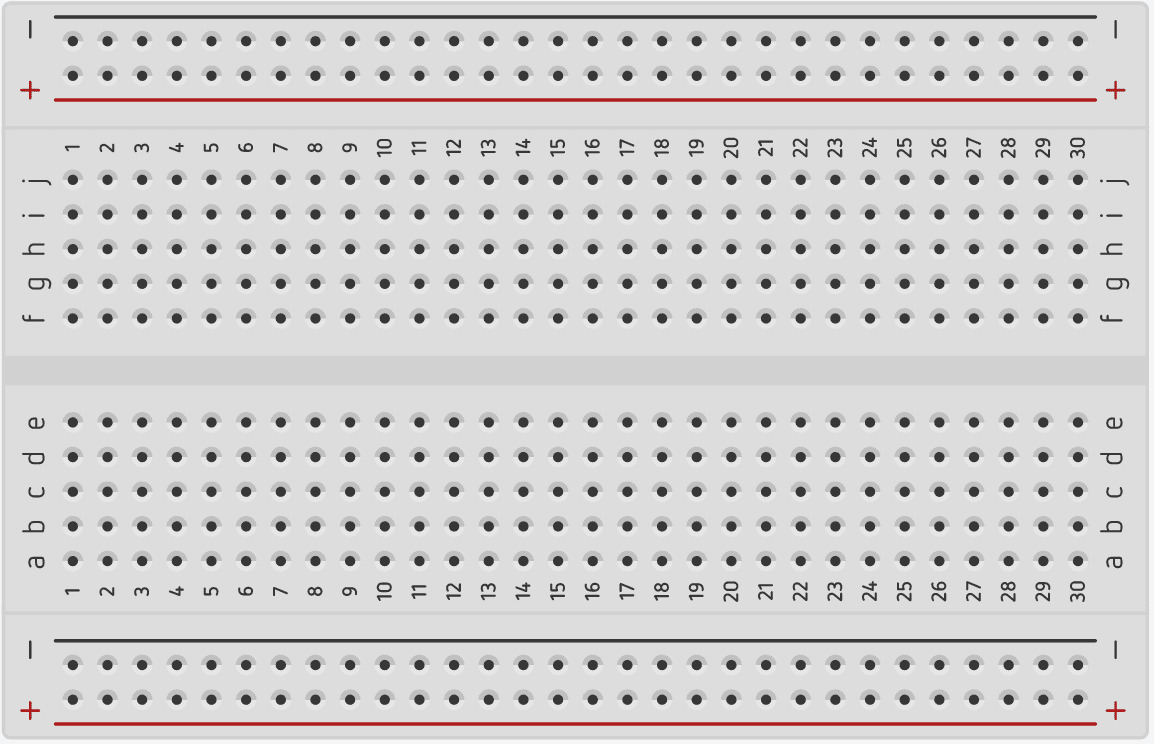 − −
+ +
1 2 3 4 5 6 7 8 9 10 11 12 13 14 15 16 17 18 19 20 21 22 23 24 25 26 27 28 29 30
j j
i i
h h
g g
f f
e e
d d
c c
b b
a a
1 2 3 4 5 6 7 8 9 10 11 12 13 14 15 16 17 18 19 20 21 22 23 24 25 26 27 28 29 30
− −
+ +